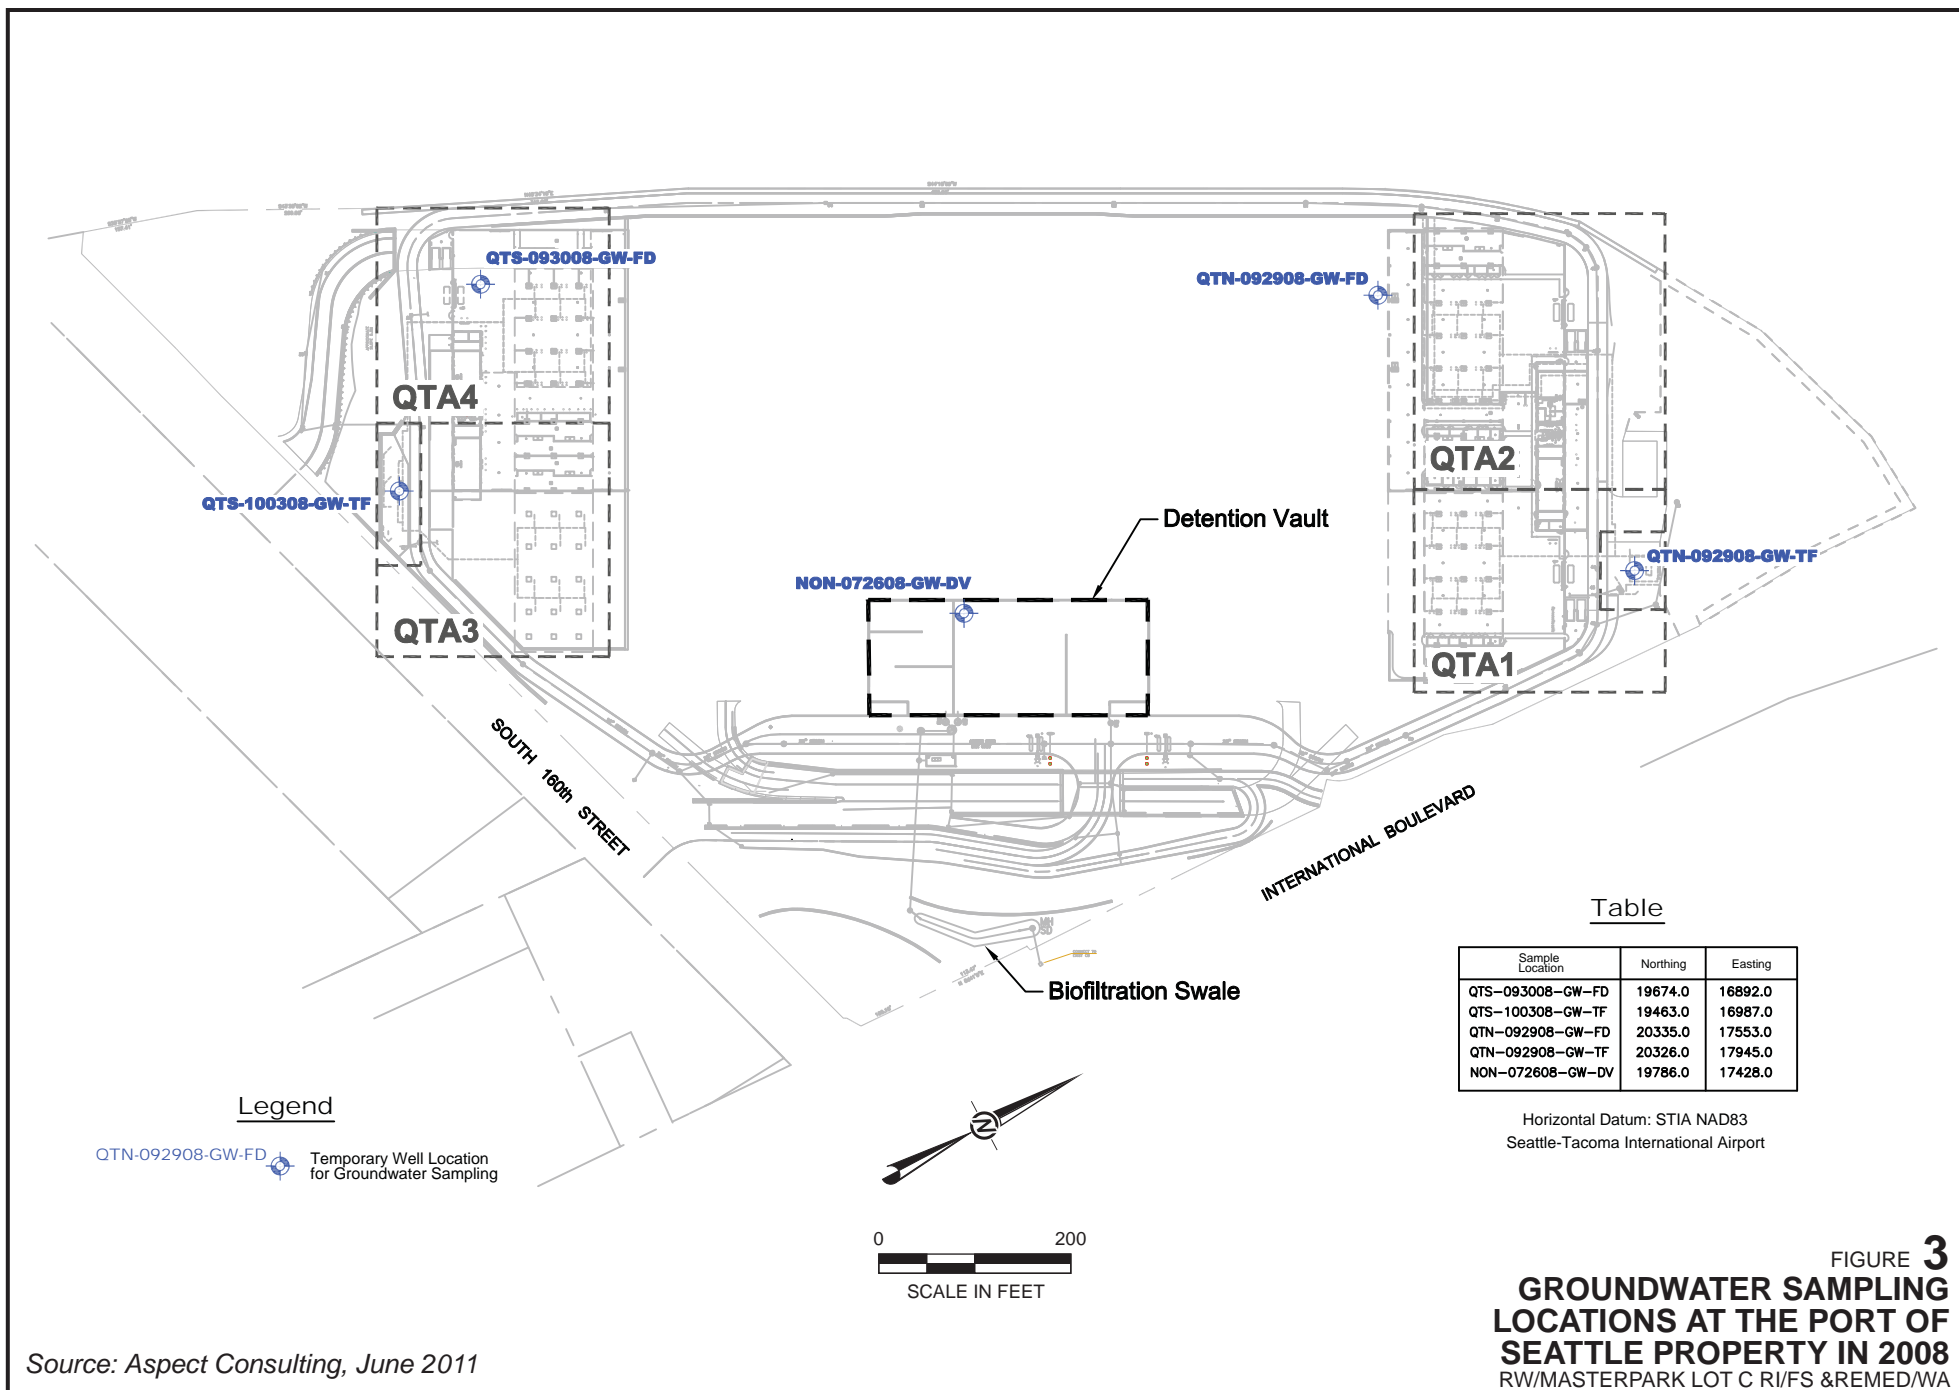 QTS-093008-GW-FD
QTN-092908-GW-FD
QTA4
QTA2
QTS-100308-GW-TF
Detention Vault
QTN-092908-GW-TF
NON-072608-GW-DV
QTA3
QTA1
SOUTH 160th STREET
INTERNATIONAL BOULEVARD
MH
SD
Biofiltration Swale
Table
Sample
Location Northing Easting
QTS-093008-GW-FD 19674.0 16892.0
QTS-100308-GW-TF 19463.0 16987.0
QTN-092908-GW-FD 20335.0 17553.0
QTN-092908-GW-TF 20326.0 17945.0
NON-072608-GW-DV 19786.0 17428.0
Horizontal Datum: STIA NAD83
Seattle-Tacoma International Airport
Legend
QTN-092908-GW-FD
Temporary Well Location
for Groundwater Sampling
N
0 200
SCALE IN FEET
FIGURE 3
GROUNDWATER SAMPLING
LOCATIONS AT THE PORT OF
SEATTLE PROPERTY IN 2008
RW/MASTERPARK LOT C RI/FS &REMED/WA
Source: Aspect Consulting, June 2011